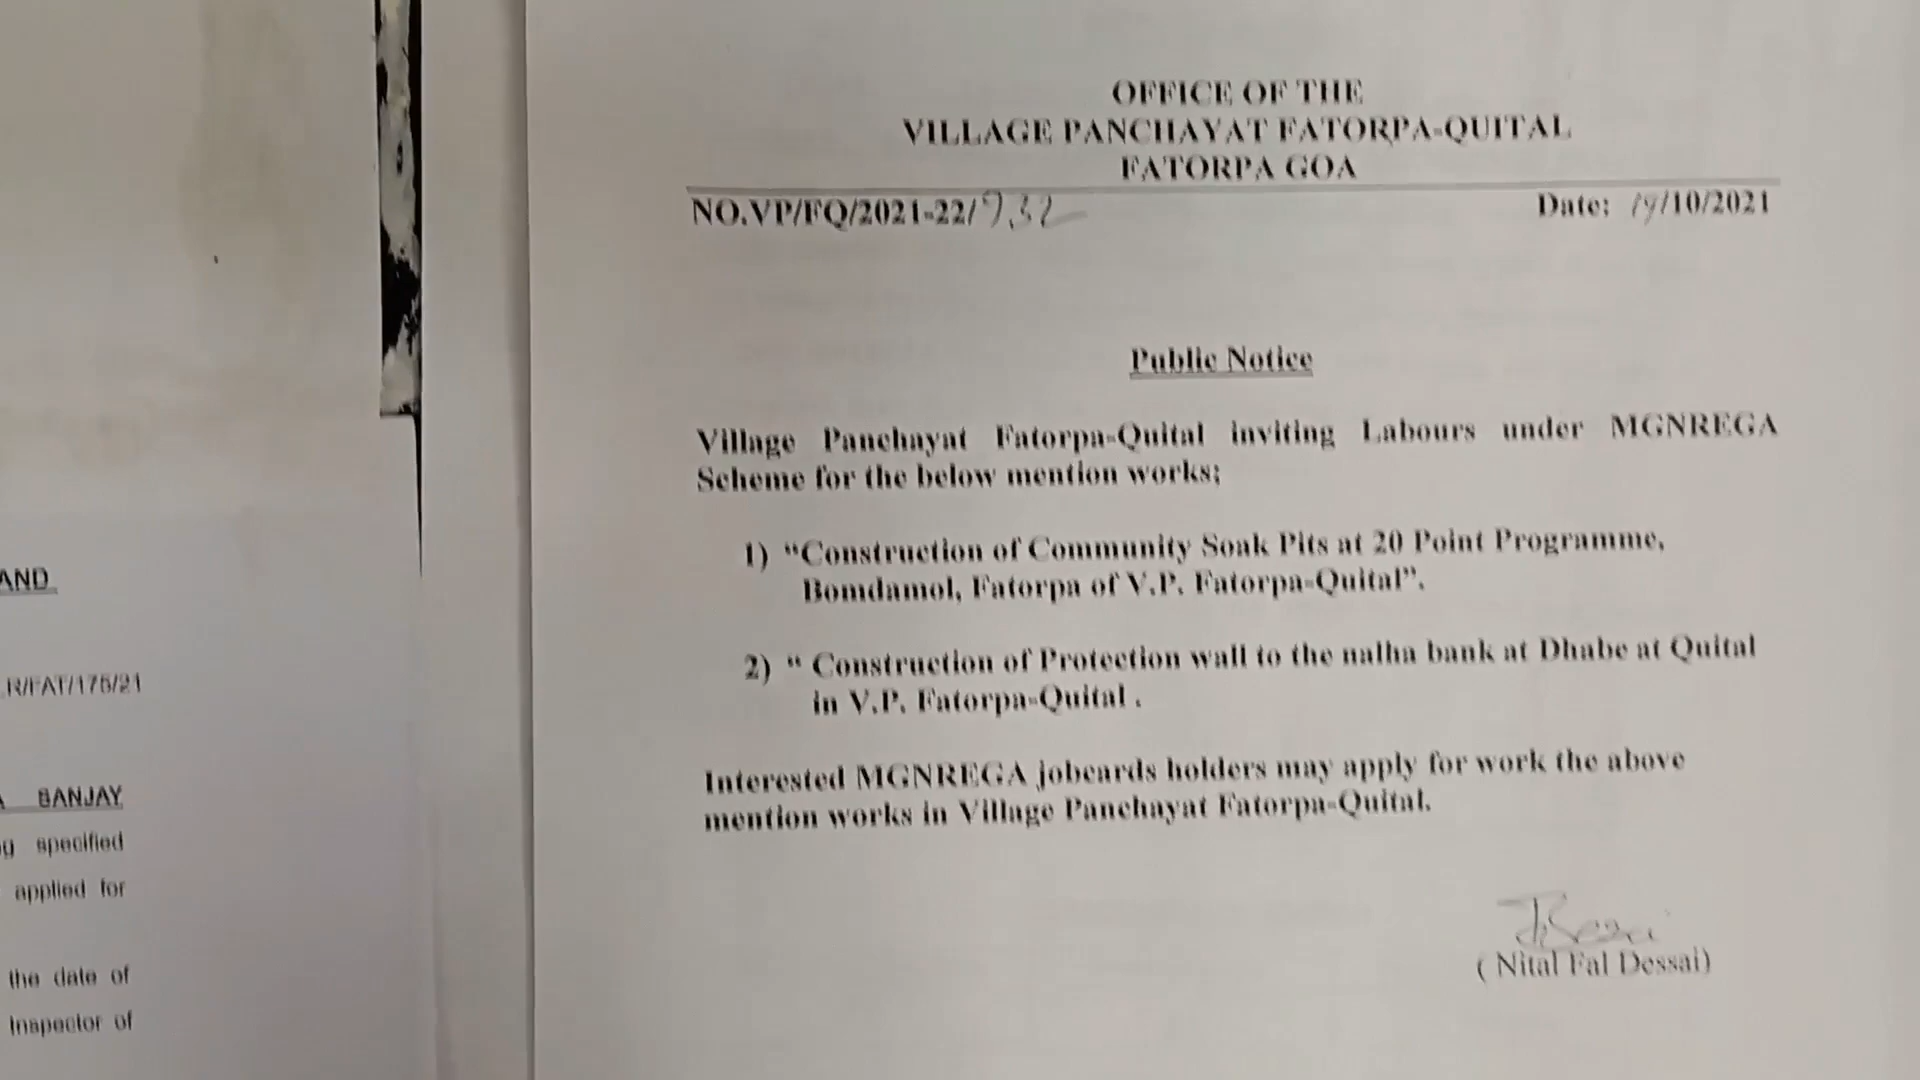 OFFICE OF THE
VILLAGE PANCHAYAT FATORPA-QUITAL
FATORPA GOA
NO.VP/FQ/2021-22/932
Date: 19/10/2021
Public Notice
Village Panchayat Fatorpa-Quital inviting Labours under MGNREGA
Scheme for the below mention works;
1) "Construction of Community Soak Pits at 20 Point Programme,
Bomdamol, Fatorpa of V.P. Fatorpa-Quital".
2) " Construction of Protection wall to the nalha bank at Dhabe at Quital
in V.P. Fatorpa-Quital .
Interested MGNREGA jobcards holders may apply for work the above
mention works in Village Panchayat Fatorpa-Quital.
( Nital Fal Dessai)
AND
R/FAT/175/21
SANJAY
specified
applied for
the date of
Inspector of